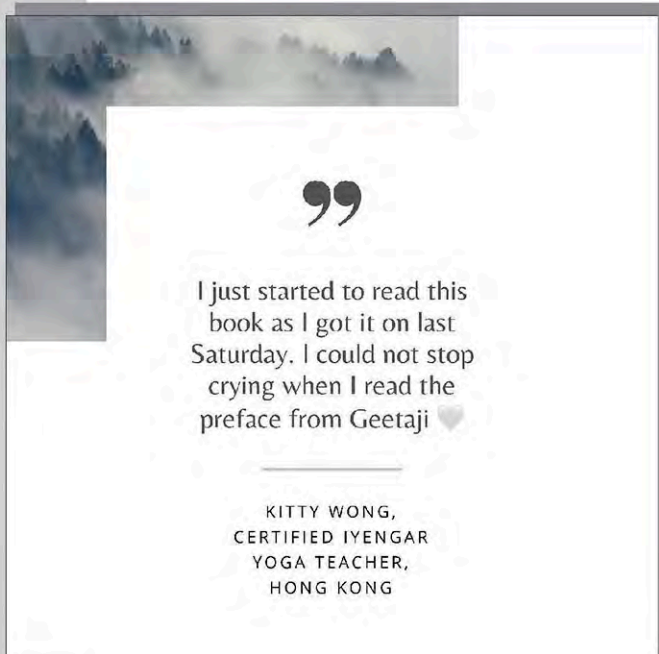 ”
I just started to read this
book as I got it on last
Saturday. I could not stop
crying when I read the
preface from Geetaji 🤍
KITTY WONG,
CERTIFIED IYENGAR
YOGA TEACHER,
HONG KONG